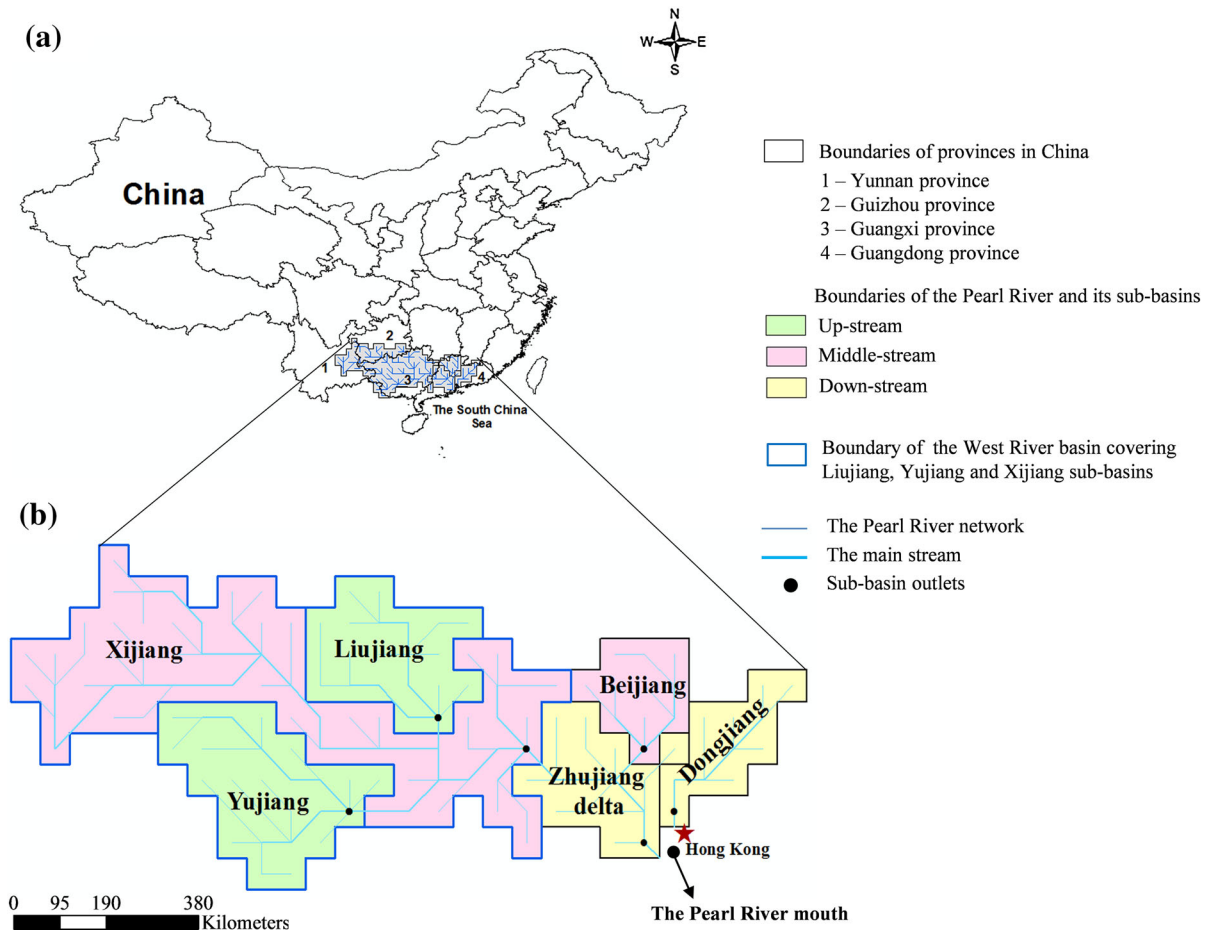 (a)
N
W E
S
China
1
2
3
4
The South China
Sea
Boundaries of provinces in China
1 – Yunnan province
2 – Guizhou province
3 – Guangxi province
4 – Guangdong province
Boundaries of the Pearl River and its sub-basins
Up-stream
Middle-stream
Down-stream
Boundary of the West River basin covering
Liujiang, Yujiang and Xijiang sub-basins
The Pearl River network
The main stream
Sub-basin outlets
(b)
Xijiang
Liujiang
Beijiang
Dongjiang
Zhujiang
delta
Yujiang
Hong Kong
The Pearl River mouth
0 95 190 380
Kilometers